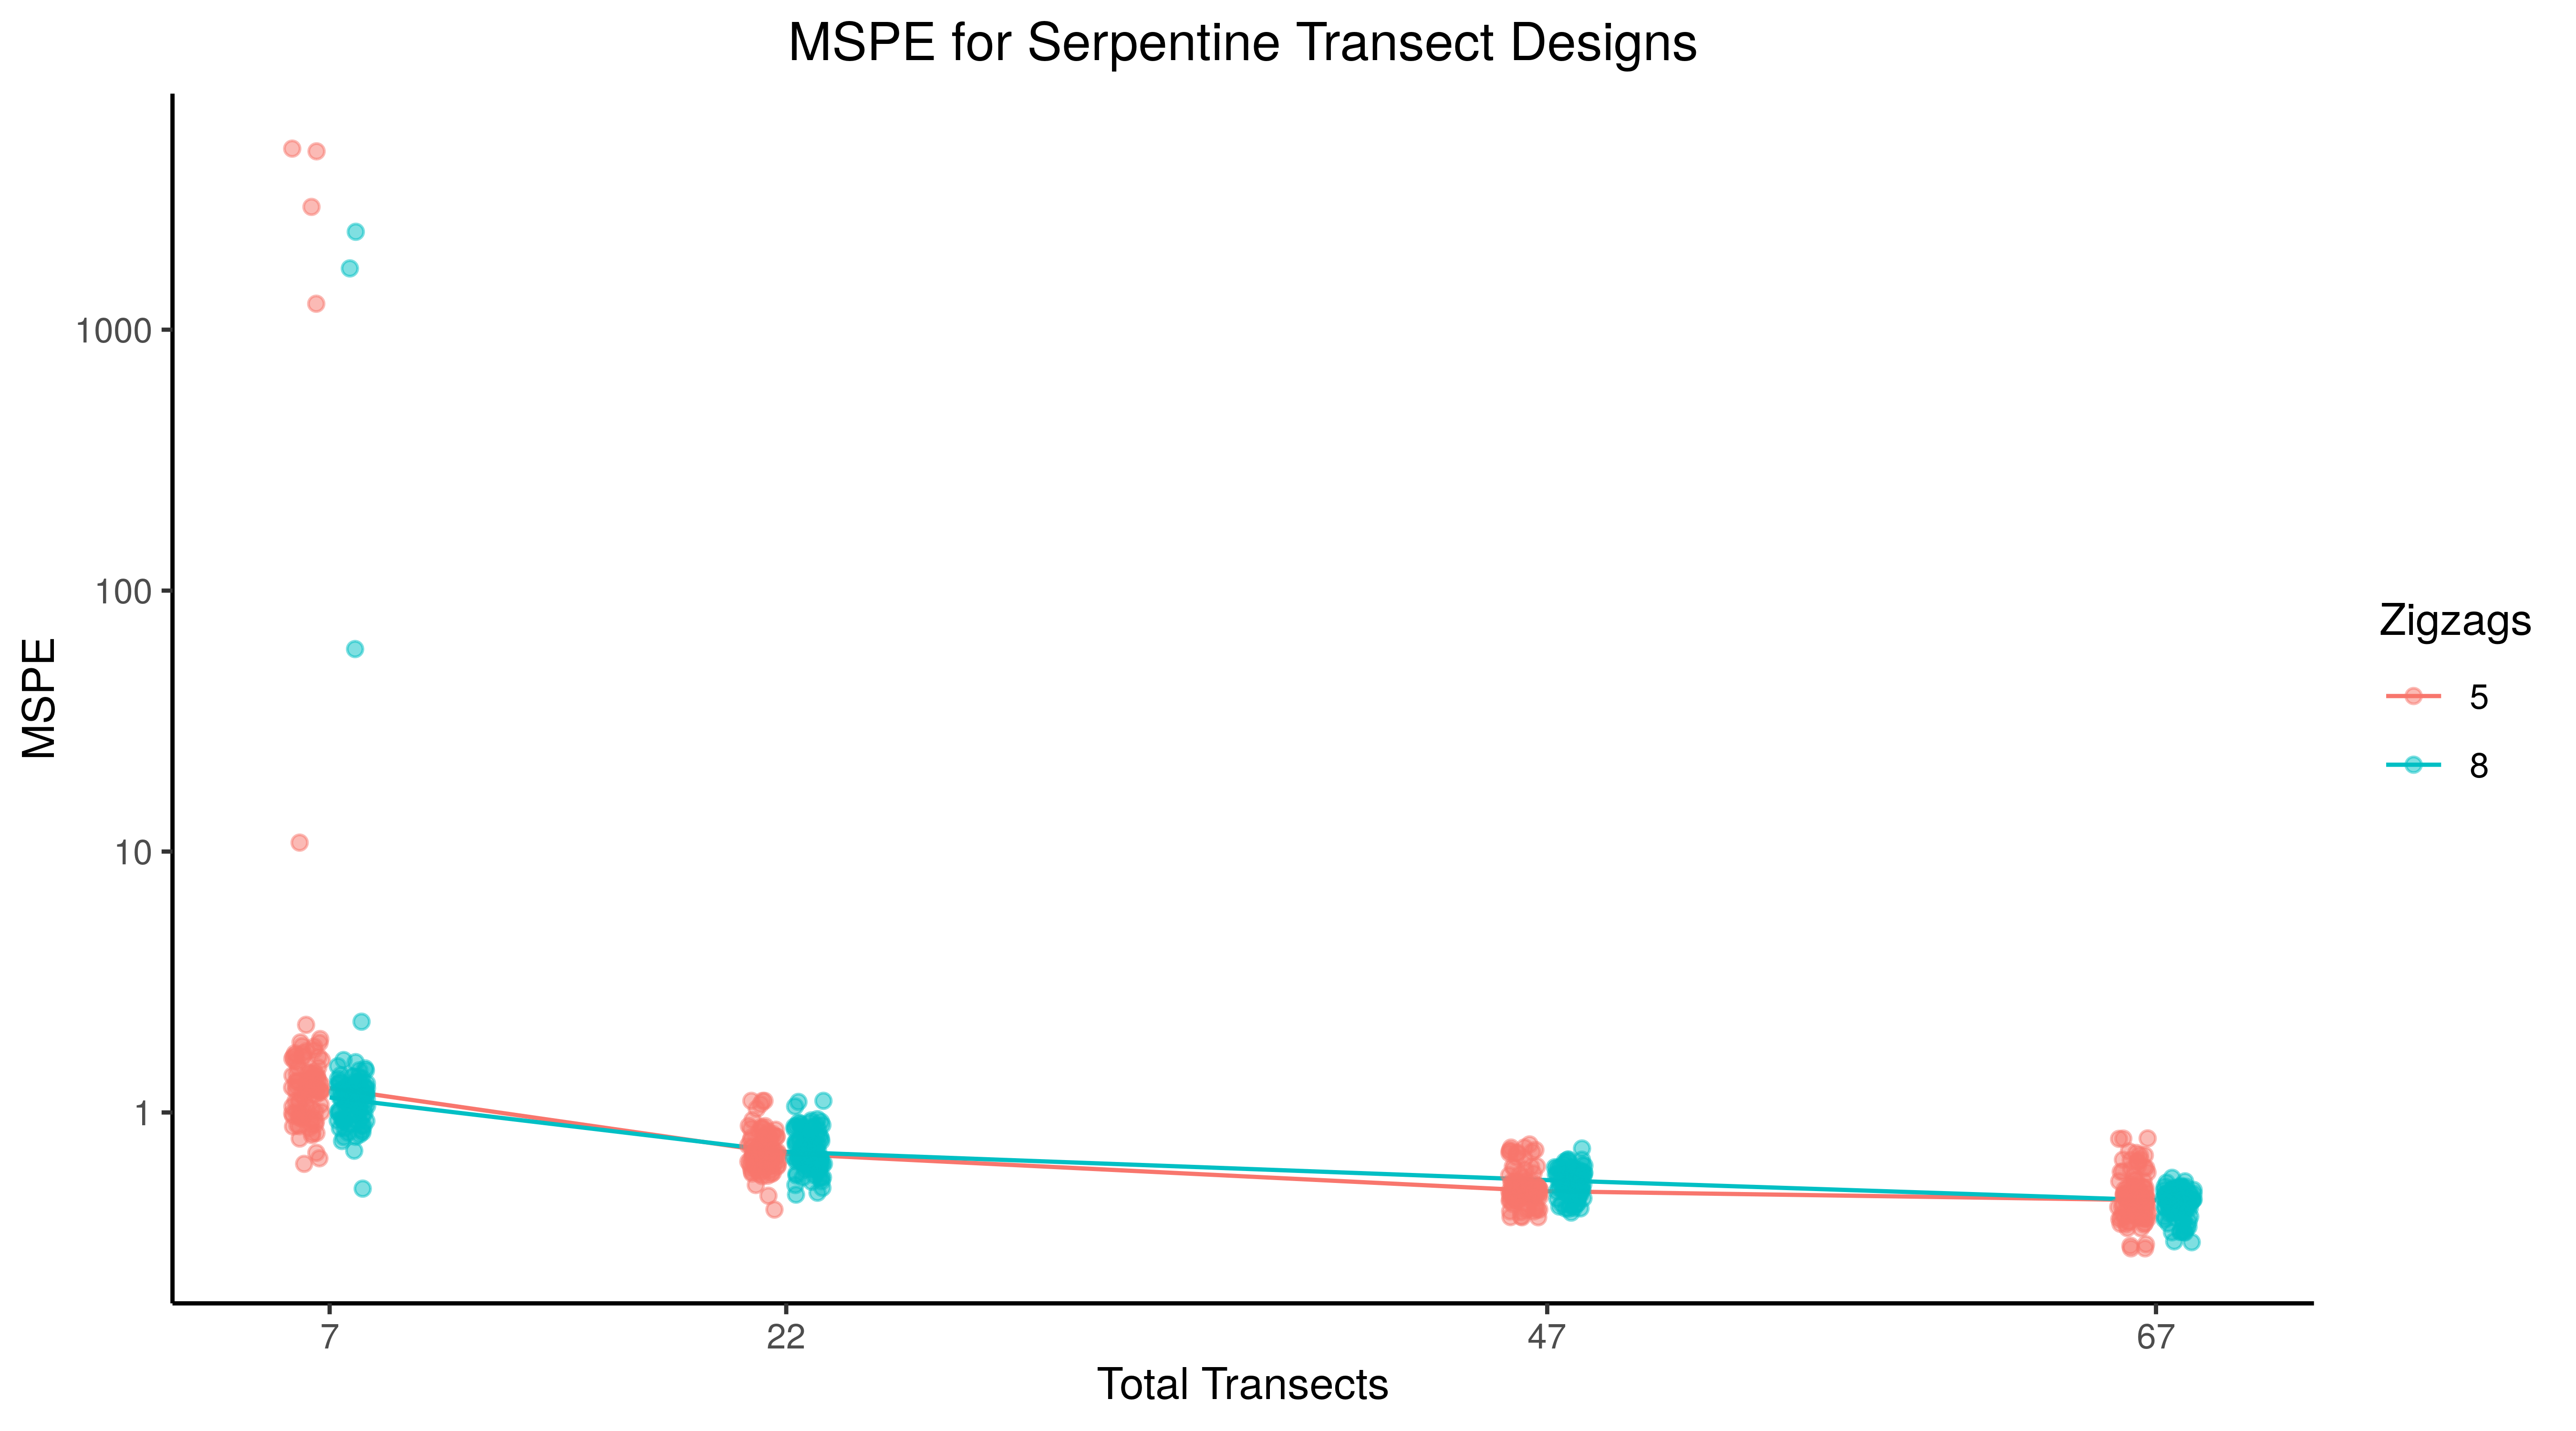 MSPE for Serpentine Transect Designs
MSPE
1000
100
10
1
7
22
47
67
Total Transects
Zigzags
5
8